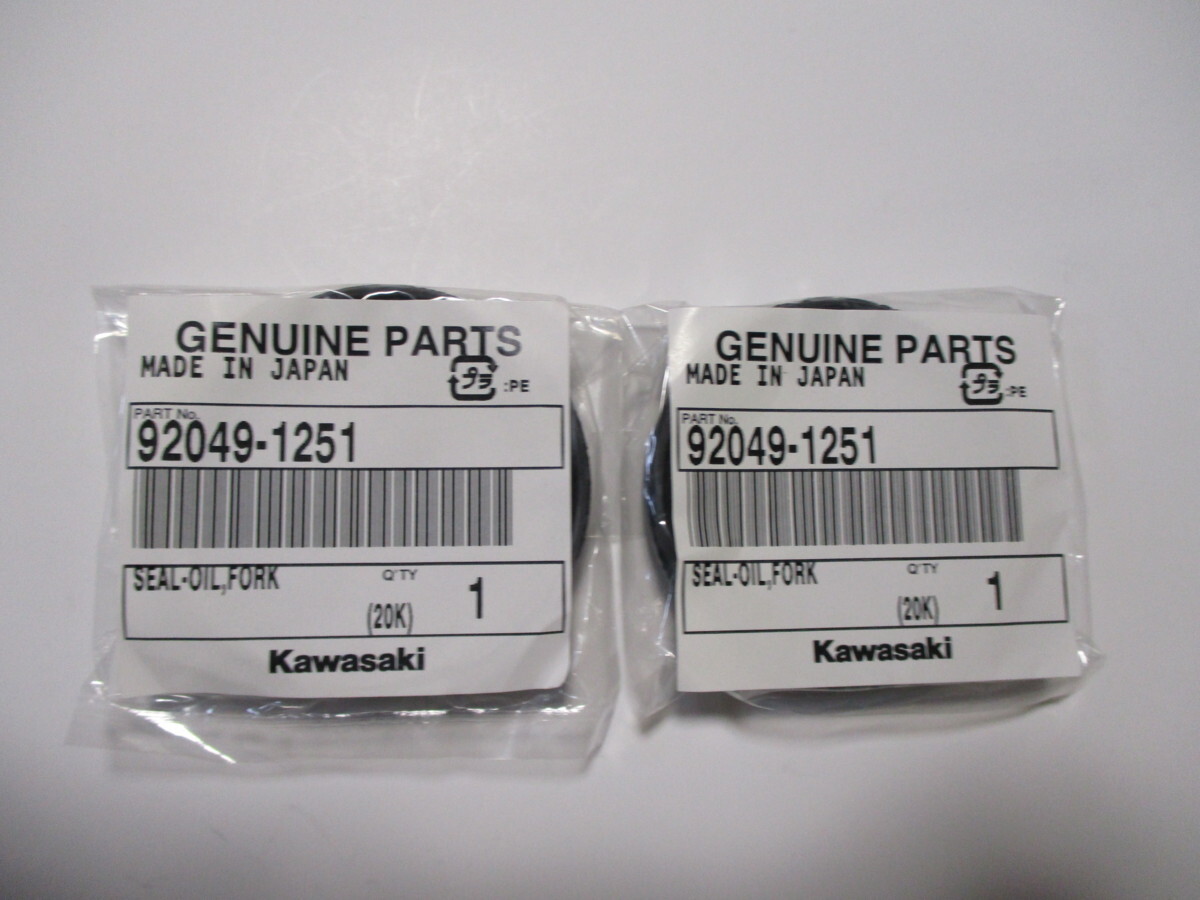 GENUINE PARTS
MADE IN JAPAN
プラ :PE
PART No.
92049-1251
SEAL-OIL,FORK Q'TY 1
(20K)
Kawasaki
GENUINE PARTS
MADE IN JAPAN
プラ :PE
PART No.
92049-1251
SEAL-OIL,FORK Q'TY 1
(20K)
Kawasaki